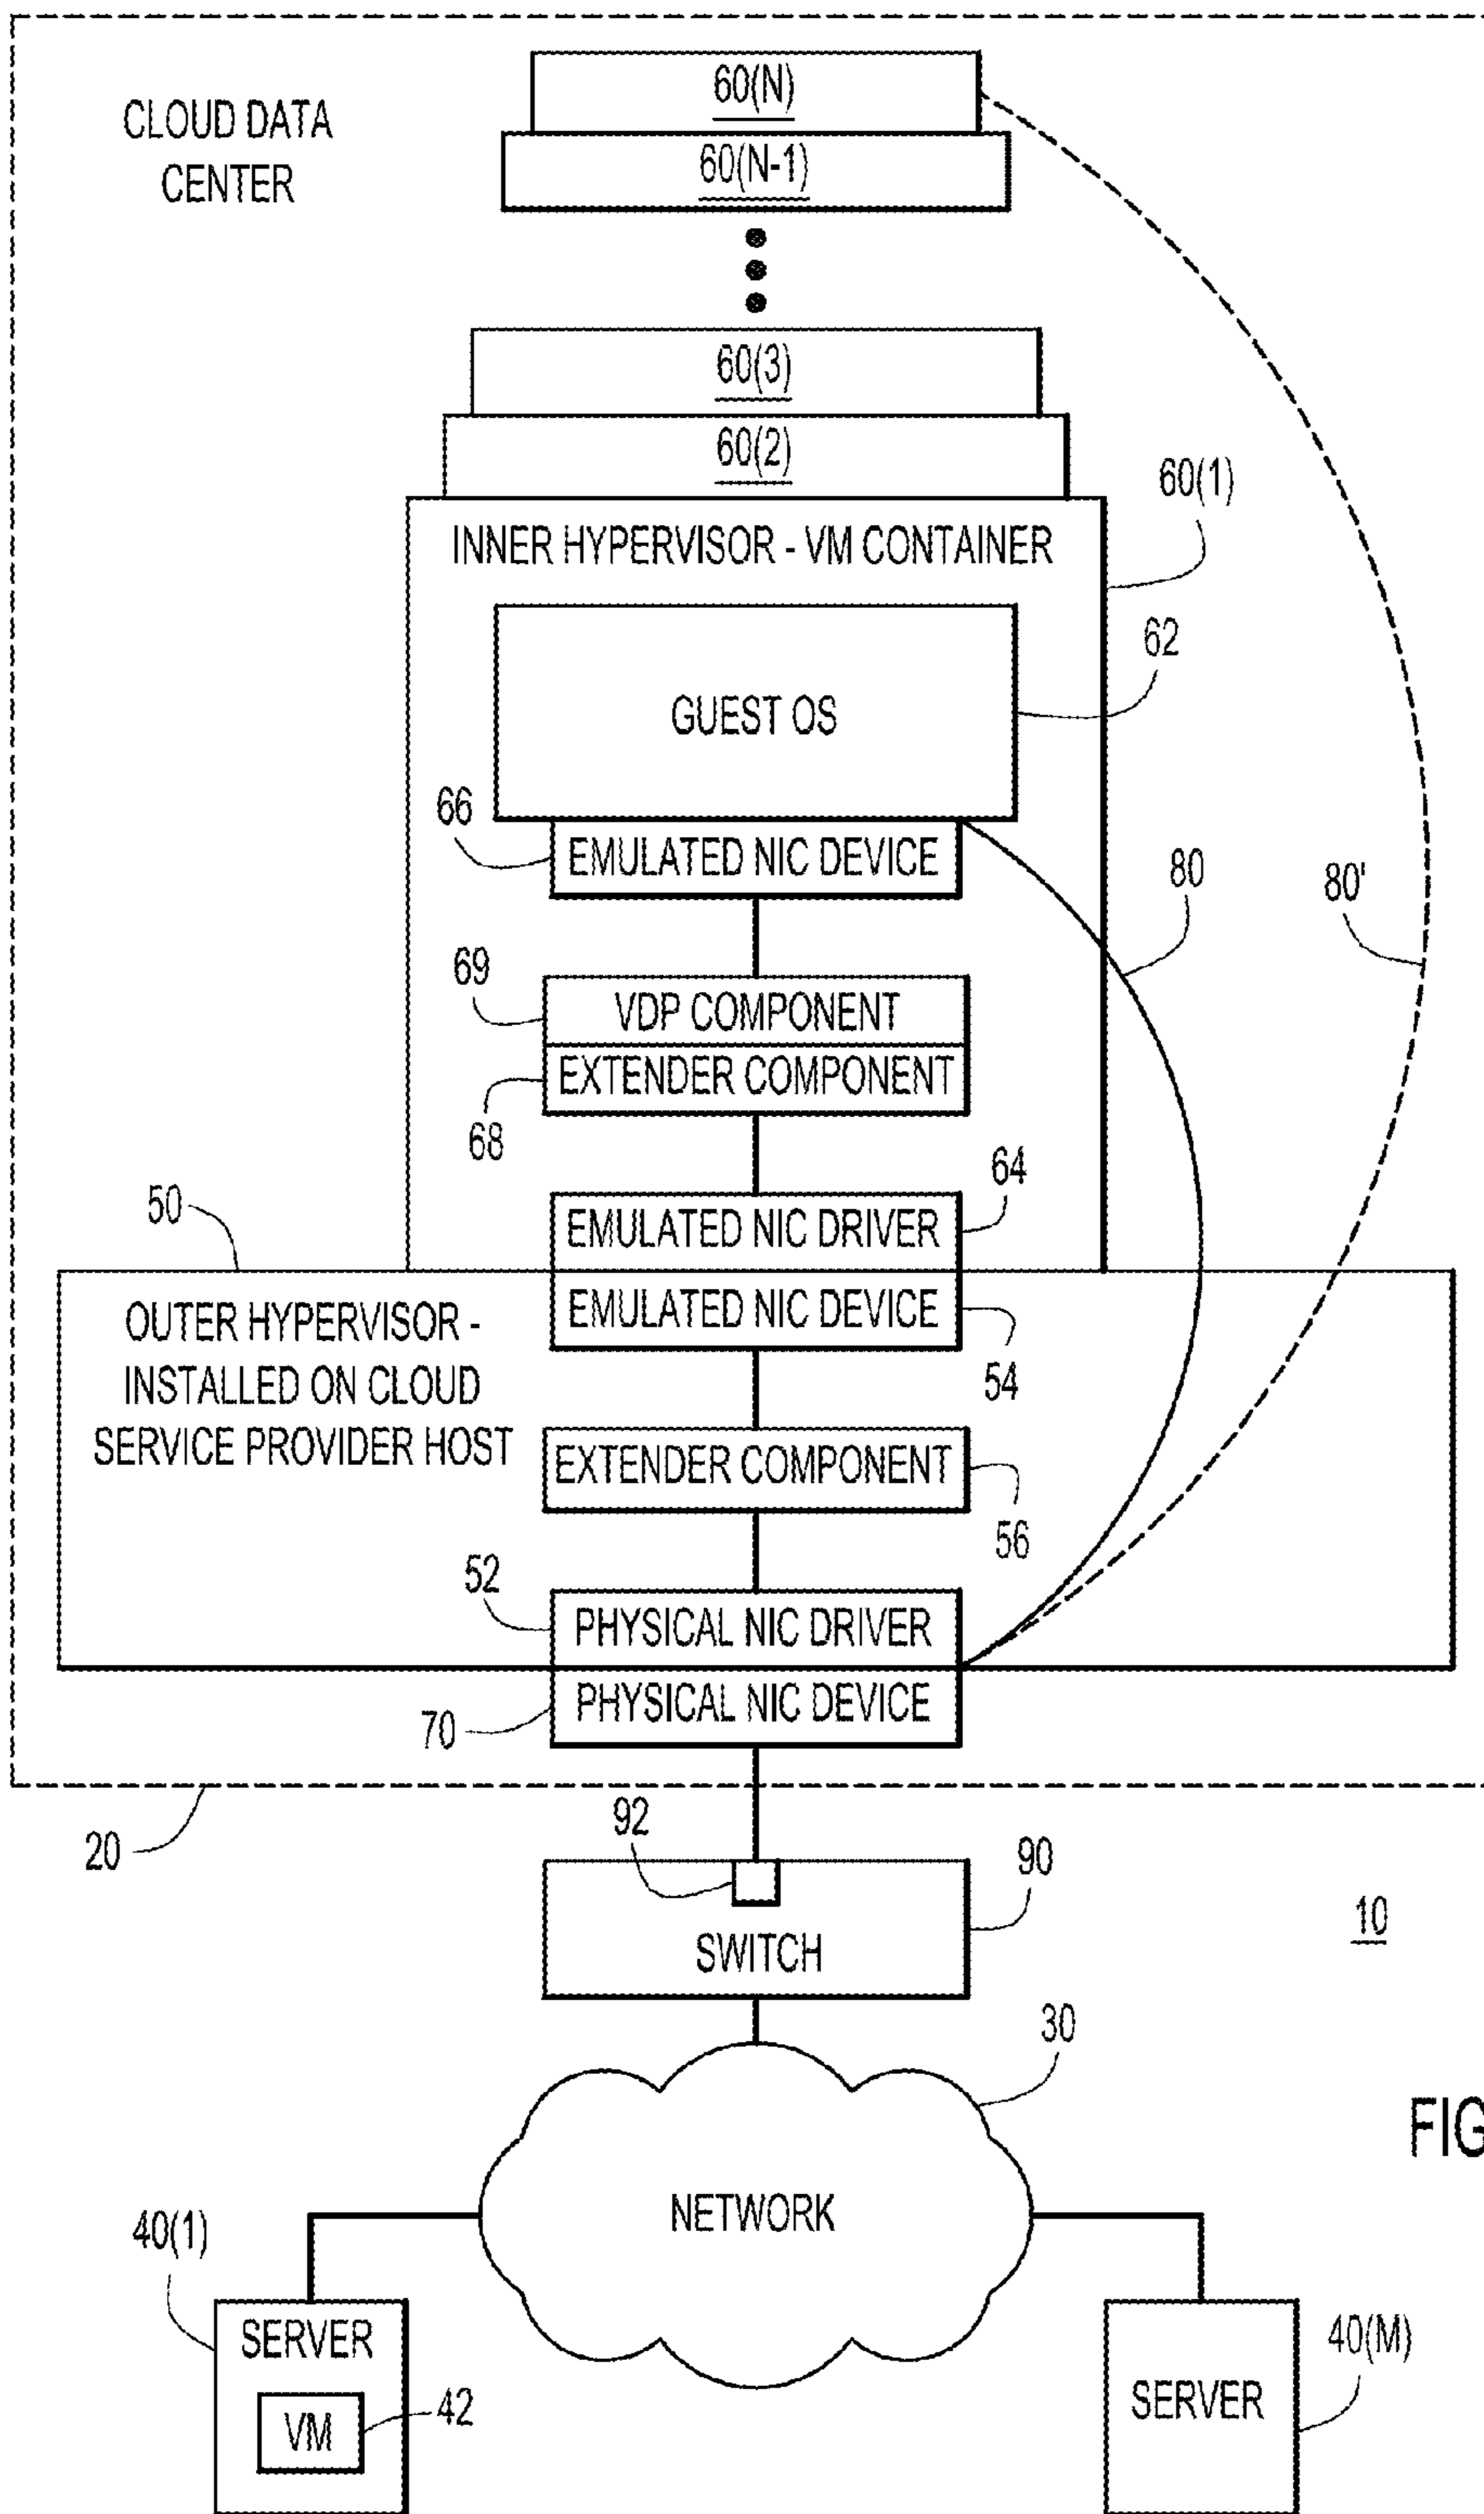 CLOUD DATA
CENTER
60(N)
60(N-1)
60(3)
60(2)
60(1)
INNER HYPERVISOR - VM CONTAINER
62
GUEST OS
66
EMULATED NIC DEVICE
80
80'
69
VDP COMPONENT
EXTENDER COMPONENT
68
64
50
EMULATED NIC DRIVER
OUTER HYPERVISOR -
INSTALLED ON CLOUD
SERVICE PROVIDER HOST
EMULATED NIC DEVICE
54
EXTENDER COMPONENT
56
52
PHYSICAL NIC DRIVER
PHYSICAL NIC DEVICE
70
20
92
90
SWITCH
10
30
FIG
NETWORK
40(1)
SERVER
VM
42
SERVER
40(M)